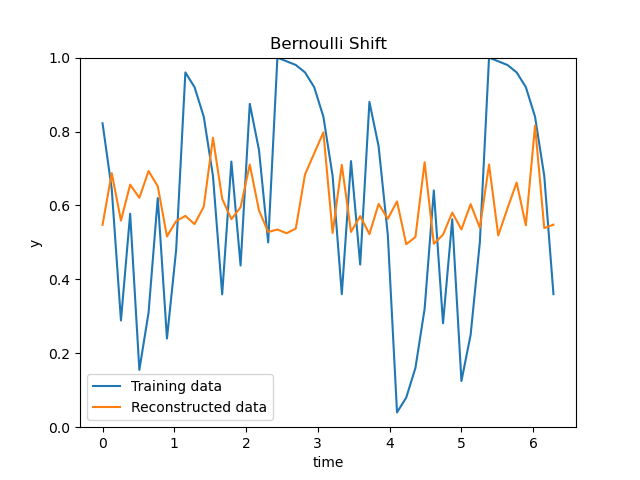 Bernoulli Shift
1.0
0.8
0.6
0.4
0.2
0.0
y
Training data
Reconstructed data
0 1 2 3 4 5 6
time